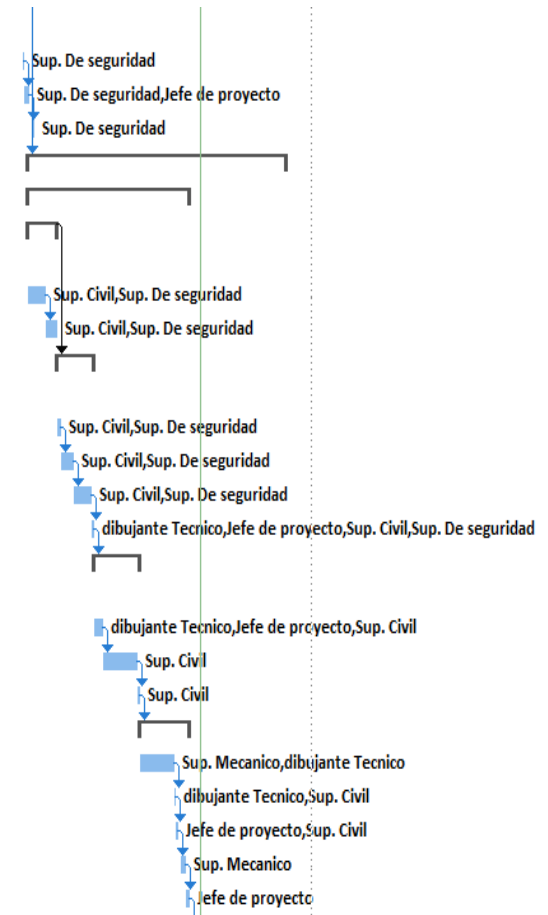 Sup. De seguridad
Sup. De seguridad,Jefe de proyecto
Sup. De seguridad
Sup. Civil,Sup. De seguridad
Sup. Civil,Sup. De seguridad
Sup. Civil,Sup. De seguridad
Sup. Civil,Sup. De seguridad
Sup. Civil,Sup. De seguridad
dibujante Tecnico,Jefe de proyecto,Sup. Civil,Sup. De seguridad
dibujante Tecnico,Jefe de proyecto,Sup. Civil
Sup. Civil
Sup. Civil
Sup. Mecanico,dibujante Tecnico
dibujante Tecnico,Sup. Civil
Jefe de proyecto,Sup. Civil
Sup. Mecanico
Jefe de proyecto